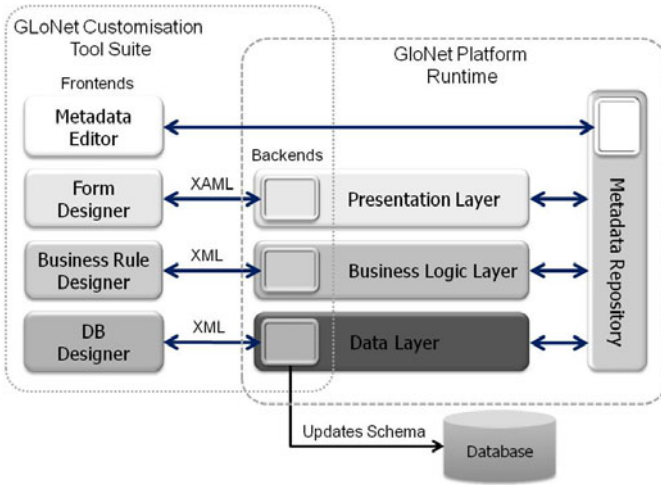 GLoNet Customisation
Tool Suite
GloNet Platform
Runtime
Frontends
Metadata
Editor
Backends
Form
Designer
XAML
Presentation Layer
Business Rule
Designer
XML
Business Logic Layer
DB
Designer
XML
Data Layer
Metadata Repository
Updates Schema
Database